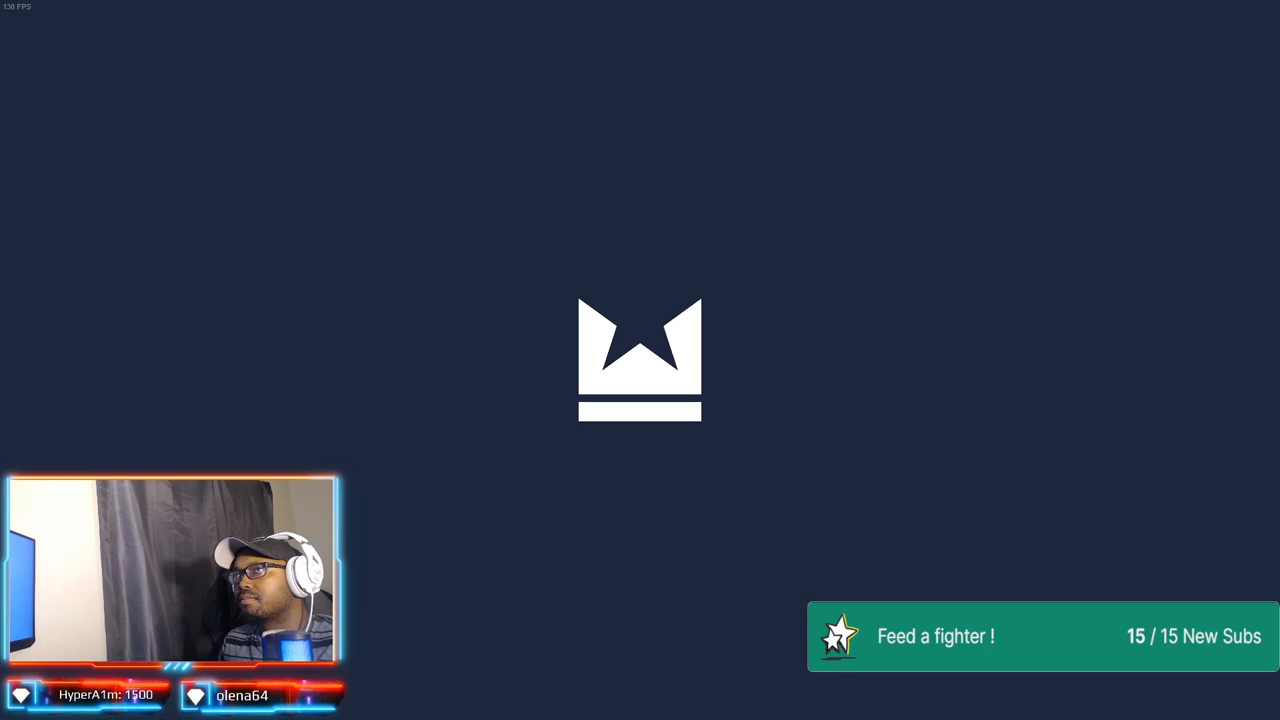 130 FPS
Feed a fighter !
15 / 15 New Subs
HyperA1m: 1500
olena64